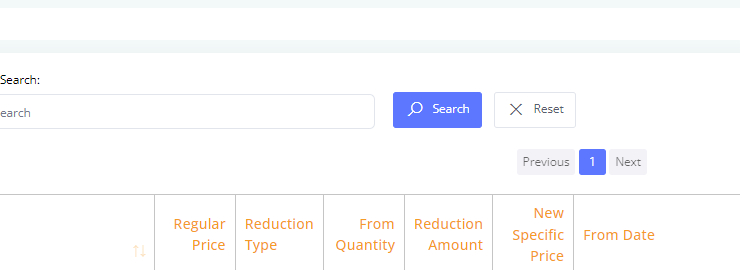 Search:
earch
Search
Reset
Previous 1 Next
Regular Price
Reduction Type
From Quantity
Reduction Amount
New Specific Price
From Date